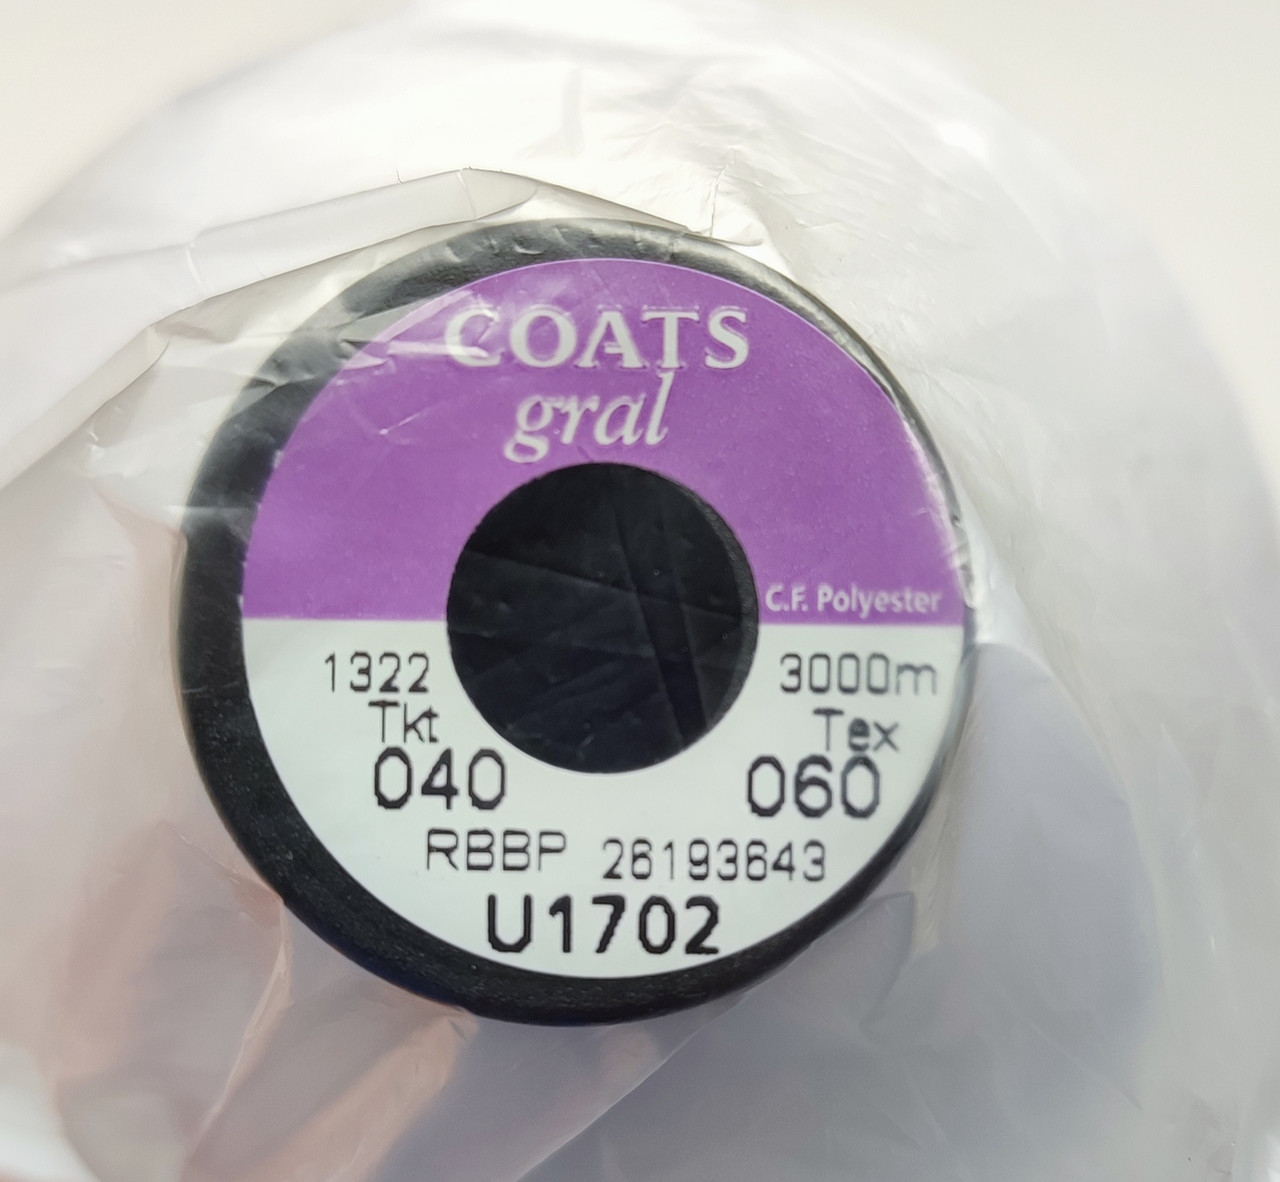 COATS
gral
C.F. Polyester
1322
3000m
Tkt
Tex
040
060
RBBP 26193643
U1702